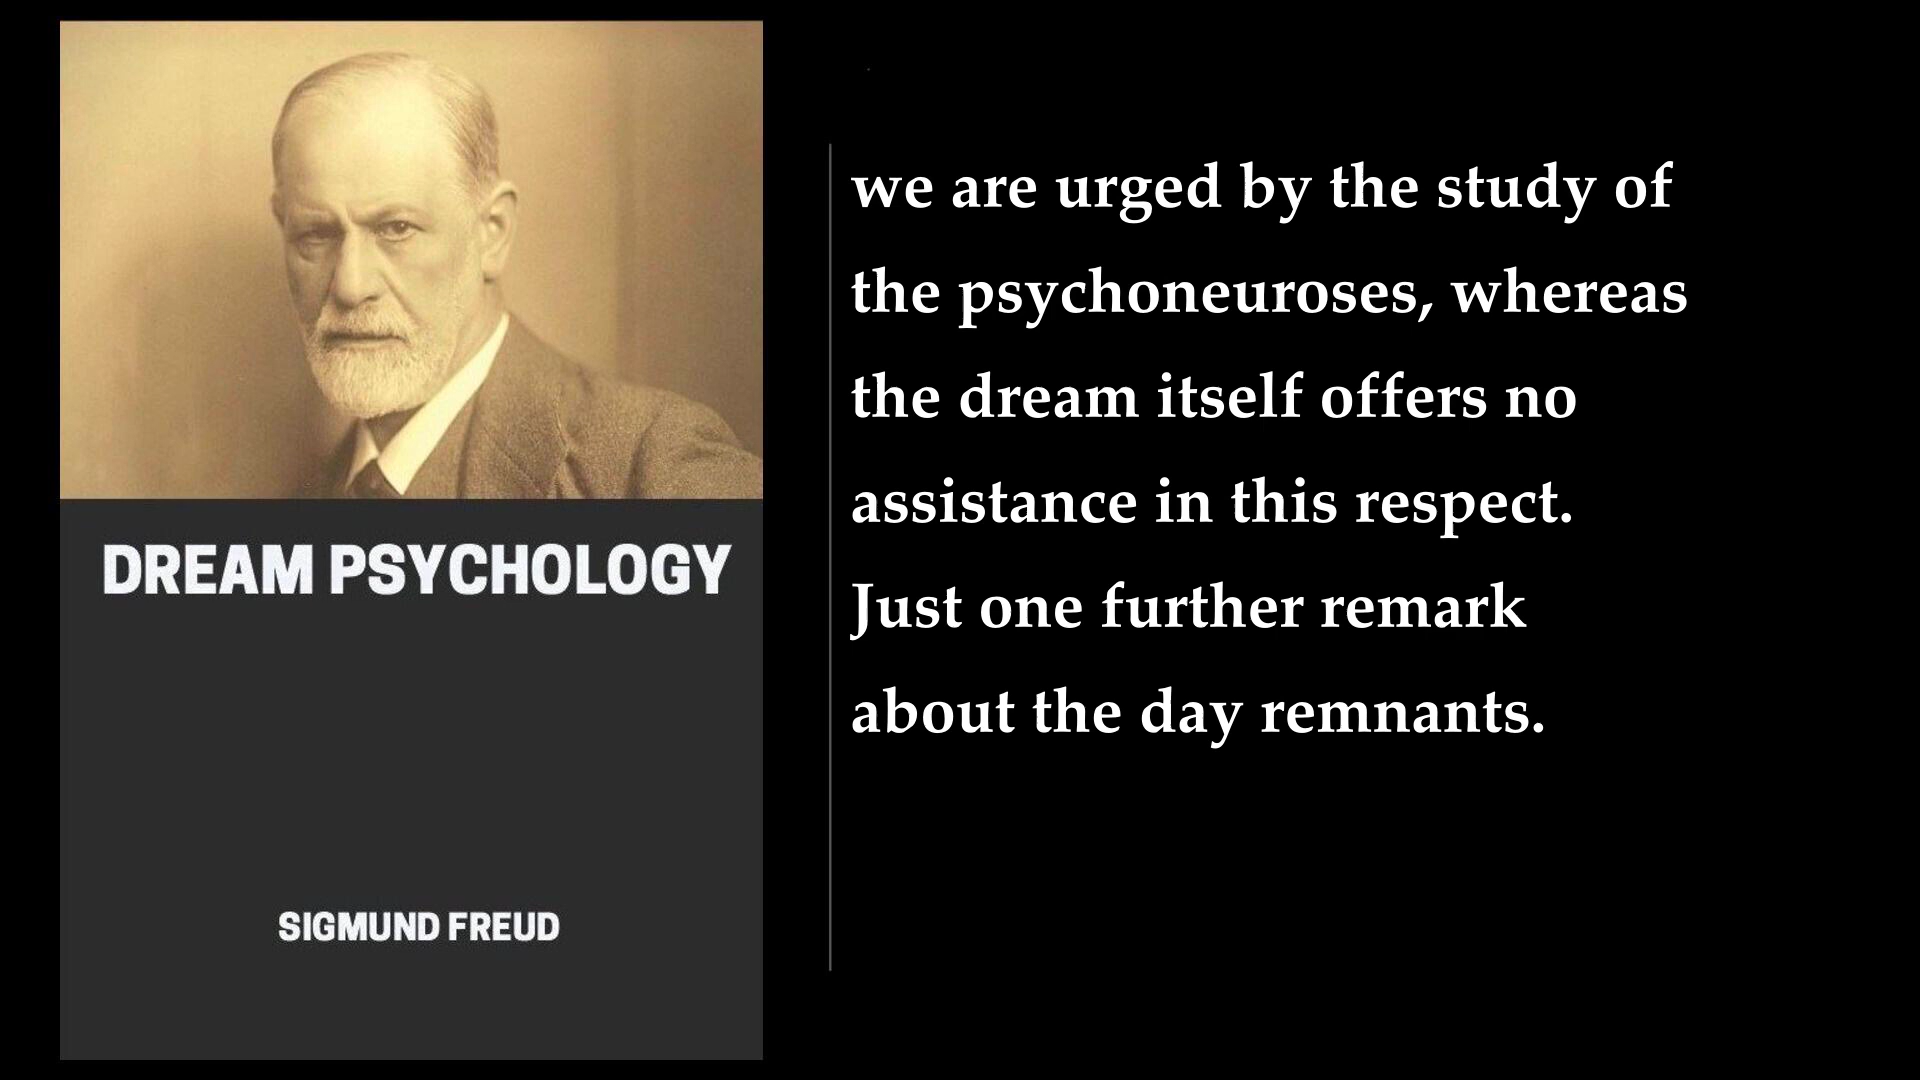 DREAM PSYCHOLOGY
SIGMUND FREUD
we are urged by the study of
the psychoneuroses, whereas
the dream itself offers no
assistance in this respect.
Just one further remark
about the day remnants.